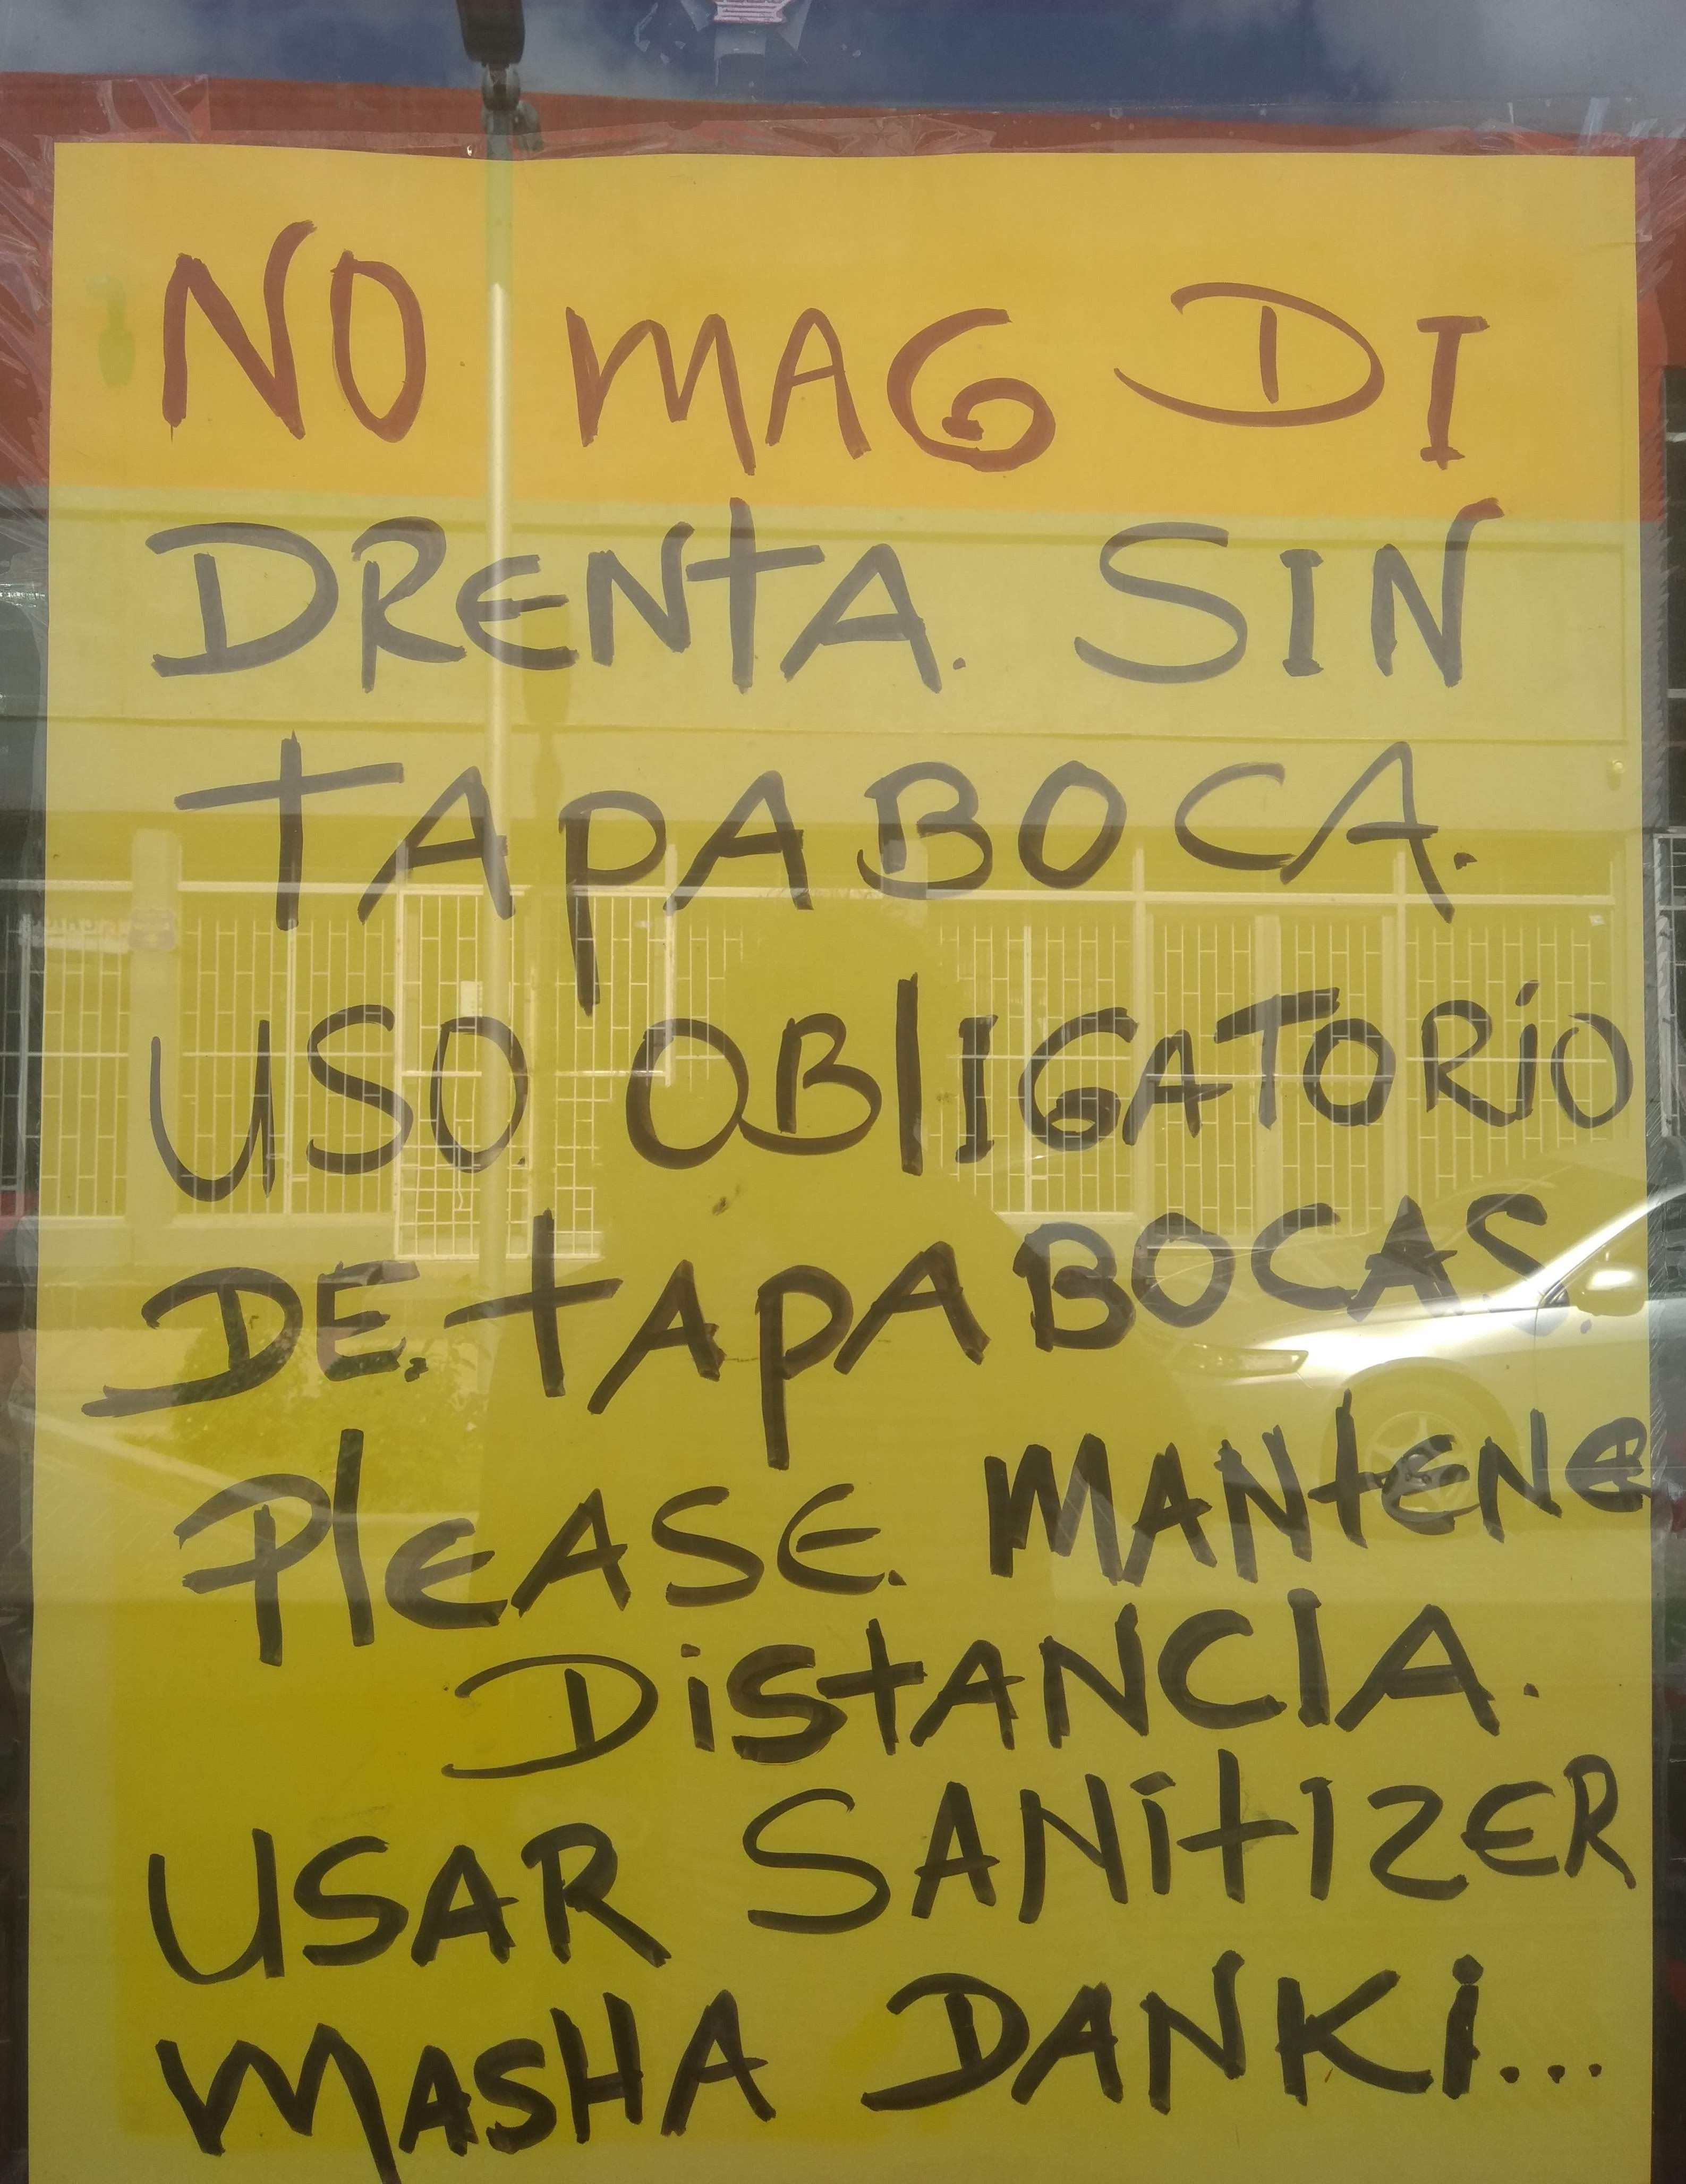 NO MAG DI
DRENTA. SIN
TAPABOCA.
USO OBLIGATORIO
DE. TAPABOCAS.
PLEASE. MANTENE
DISTANCIA.
USAR SANITIZER
MASHA DANKI...